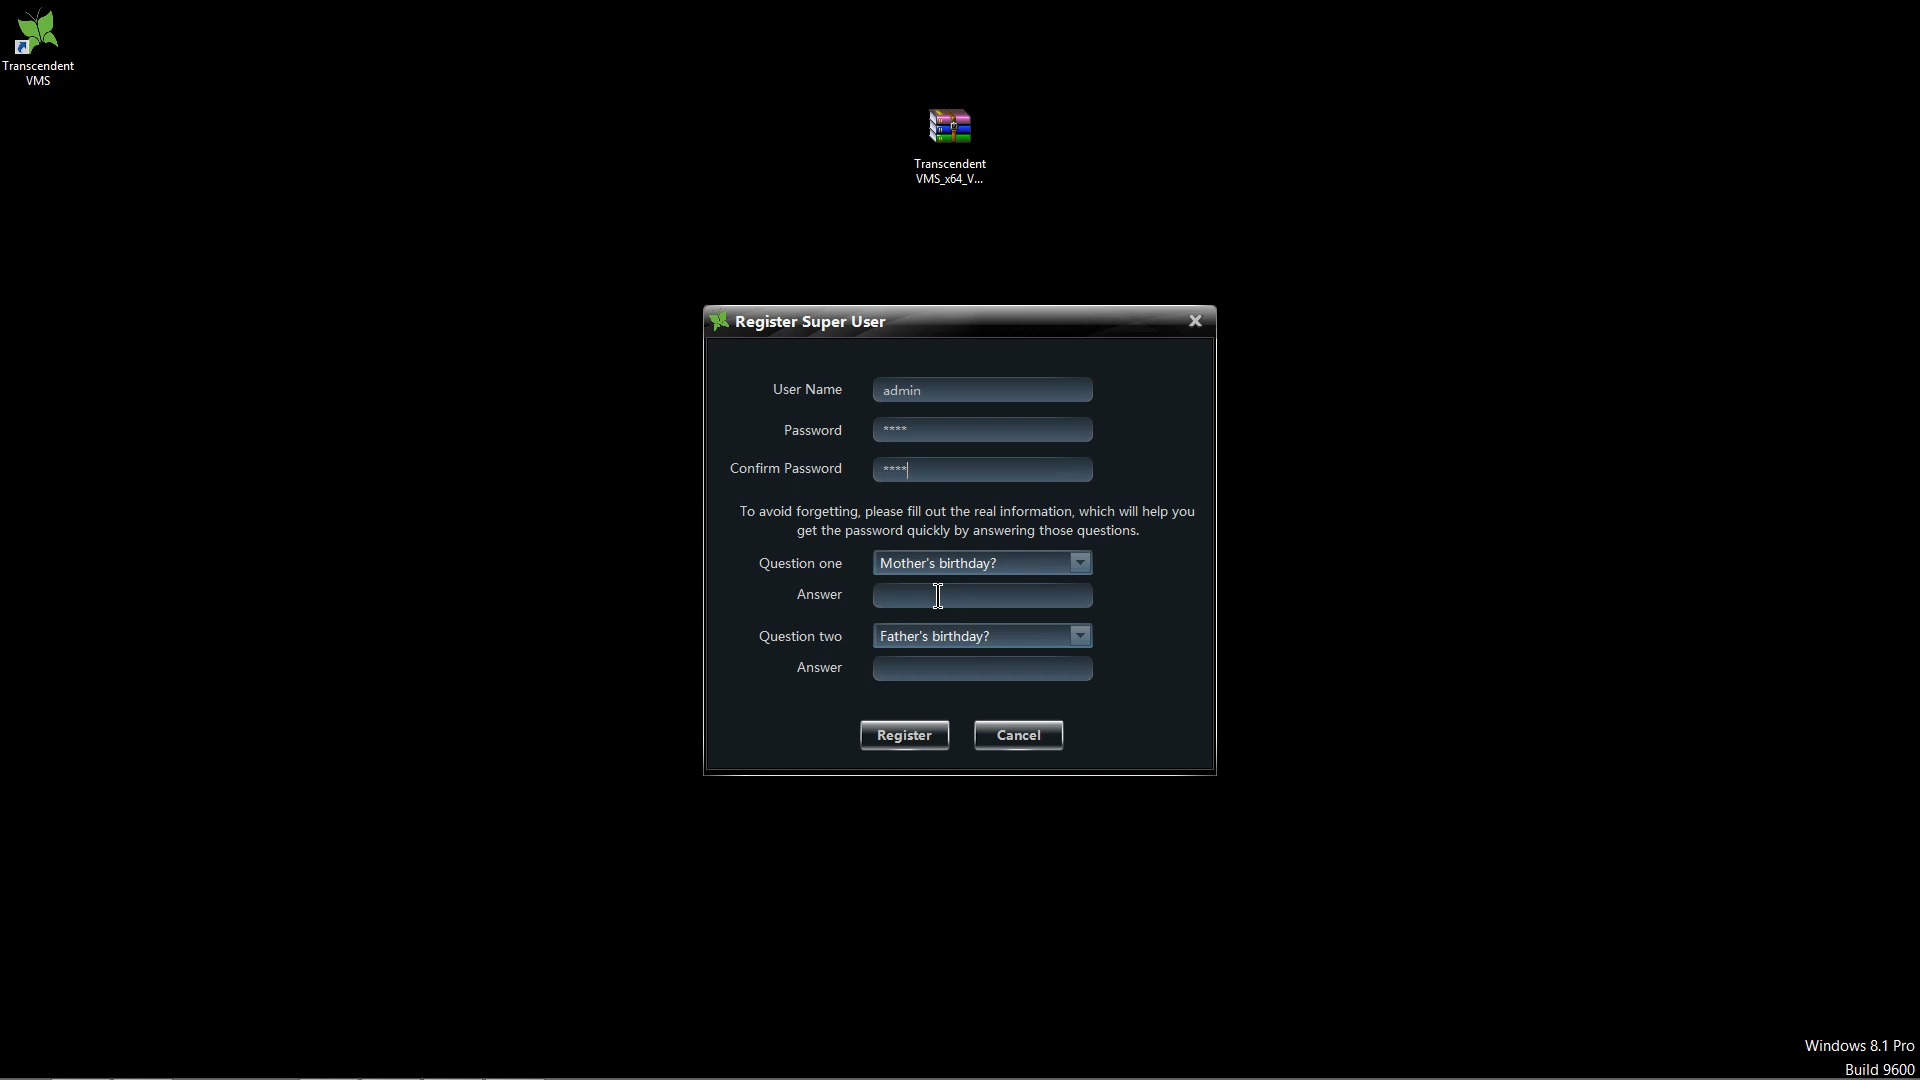 Transcendent
VMS
Transcendent
VMS_x64_V...
Register Super User
User Name
admin
Password
****
Confirm Password
****
To avoid forgetting, please fill out the real information, which will help you
get the password quickly by answering those questions.
Question one
Mother's birthday?
Answer
Question two
Father's birthday?
Answer
Register
Cancel
Windows 8.1 Pro
Build 9600